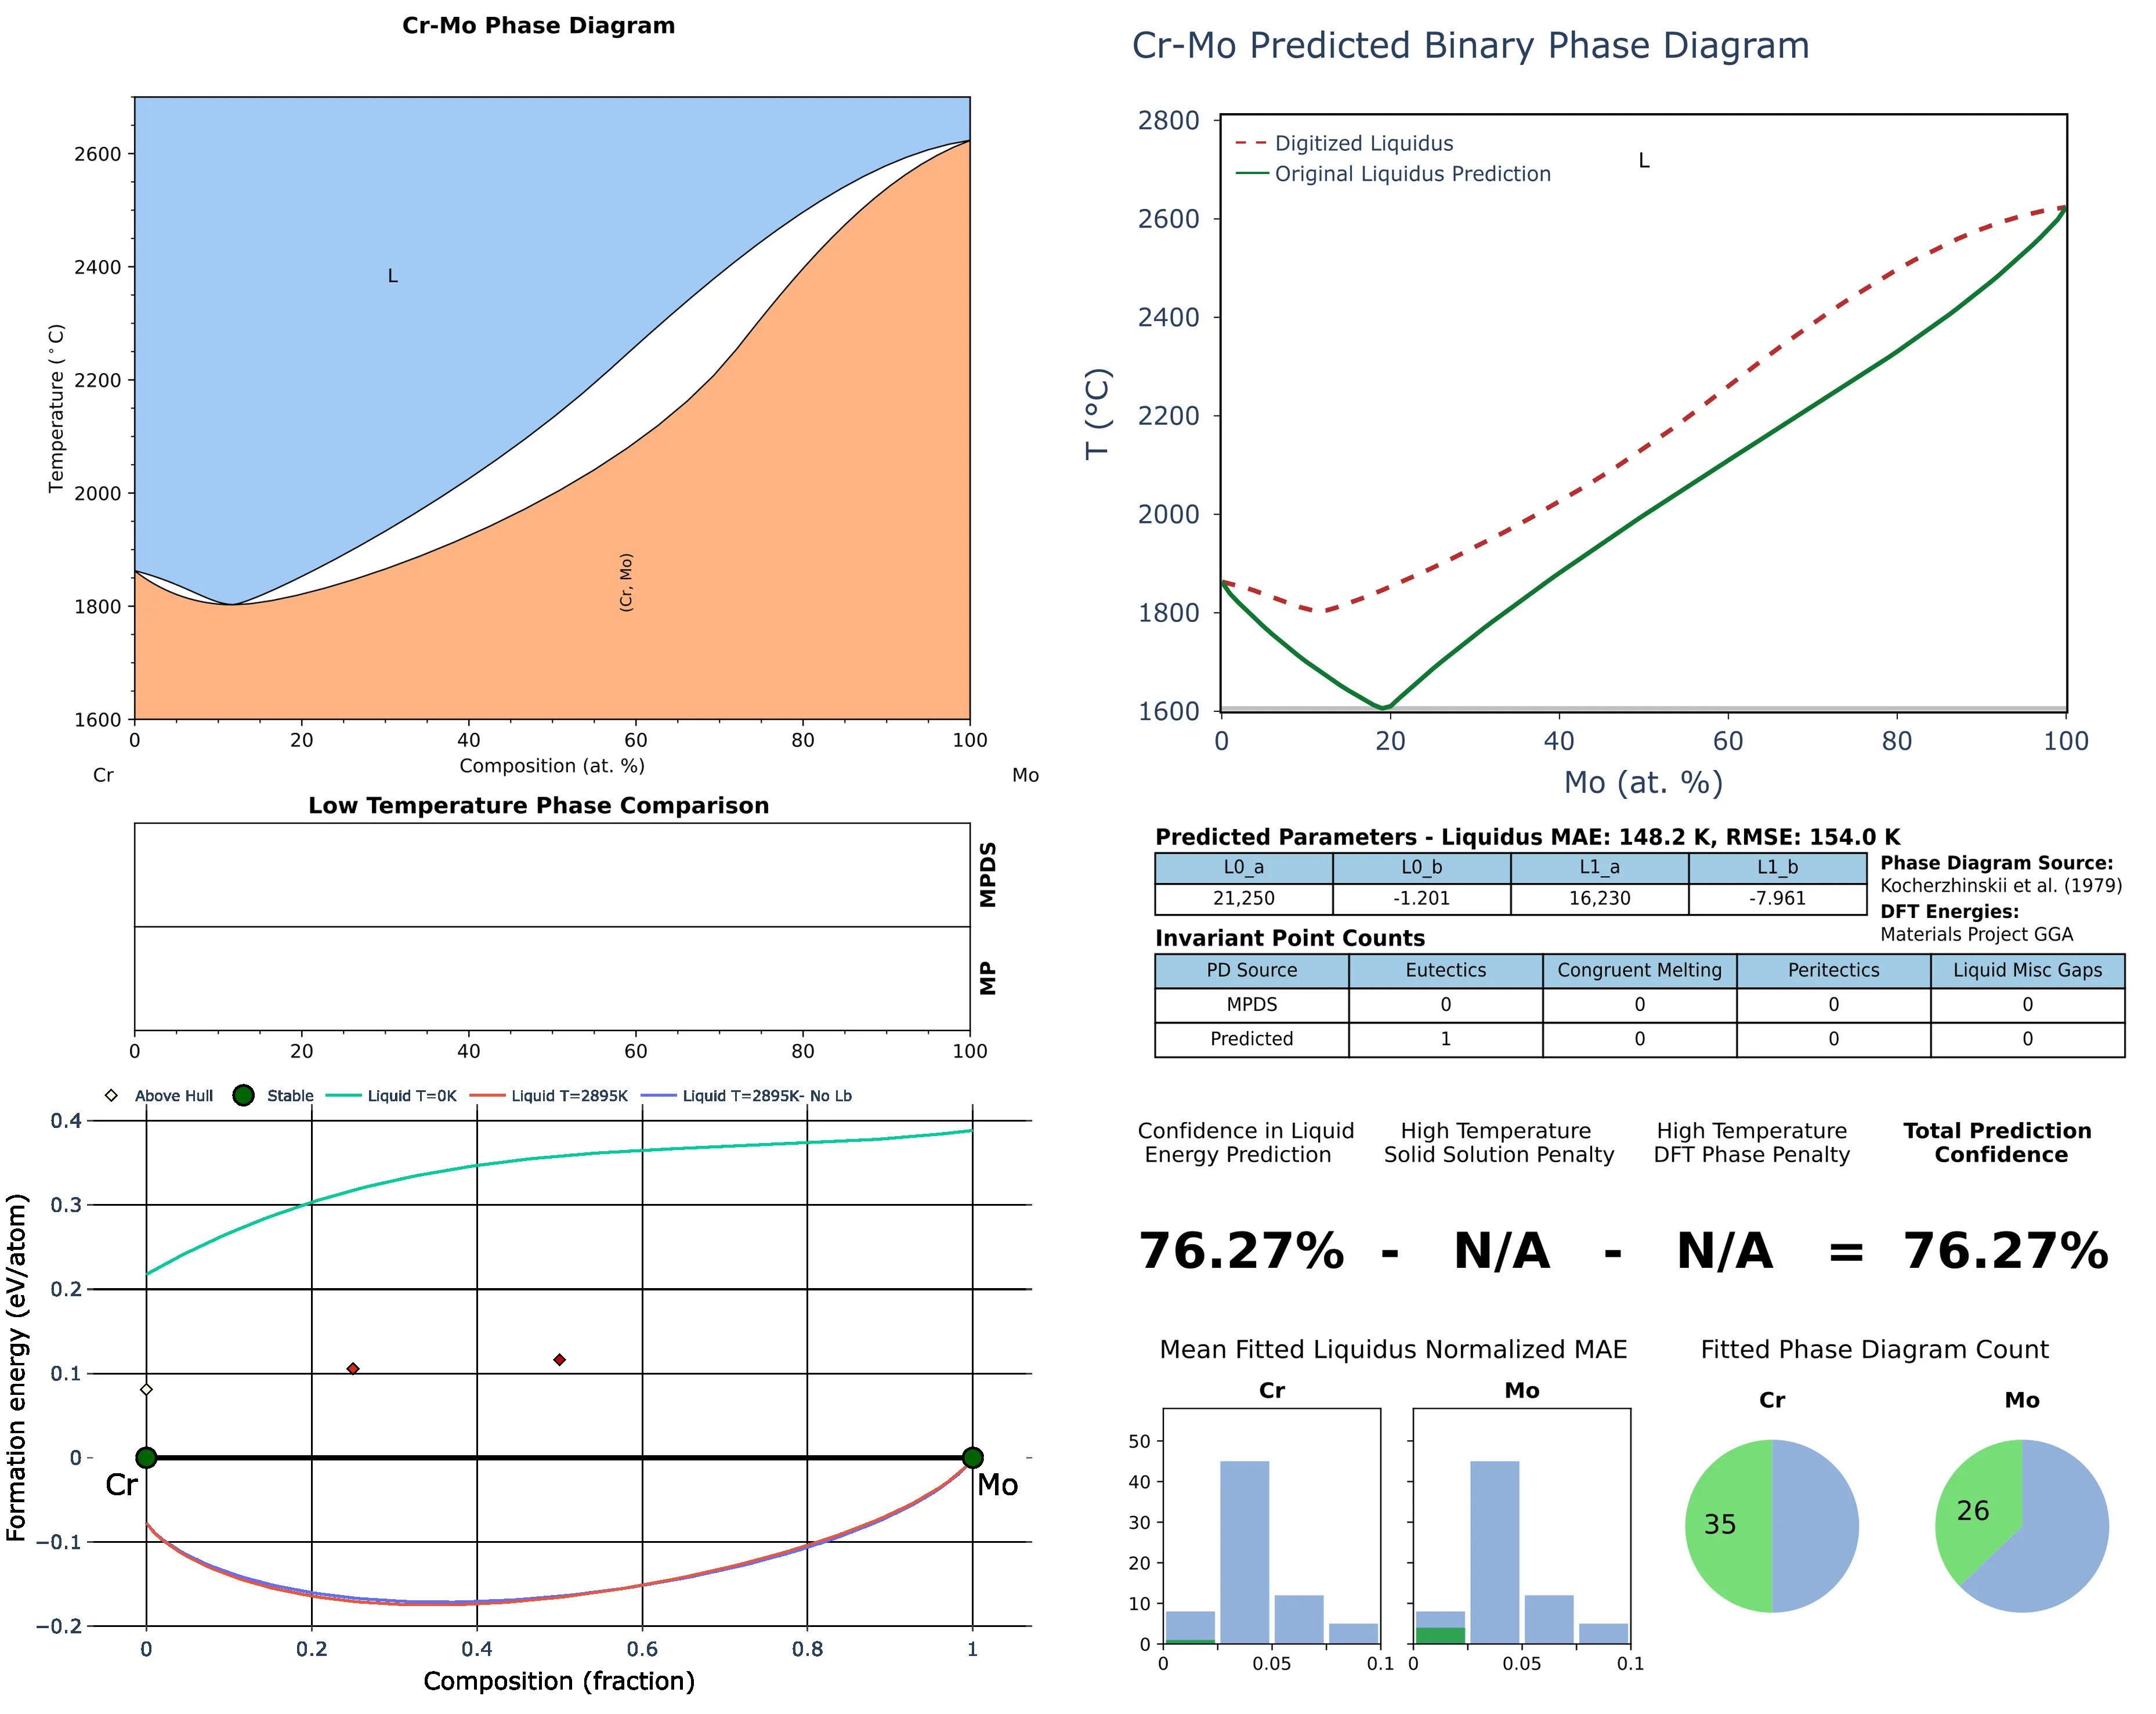 Cr-Mo Phase Diagram
2600
2400
2200
2000
1800
1600
Temperature (°C)
L
(Cr, Mo)
0 20 40 60 80 100
Composition (at. %)
Cr Mo
Low Temperature Phase Comparison
MPDS
MP
0 20 40 60 80 100
Above Hull Stable Liquid T=0K Liquid T=2895K Liquid T=2895K- No Lb
0.4
0.3
0.2
0.1
0
−0.1
−0.2
Formation energy (eV/atom)
Cr Mo
0 0.2 0.4 0.6 0.8 1
Composition (fraction)
Cr-Mo Predicted Binary Phase Diagram
2800
2600
2400
2200
2000
1800
1600
T (°C)
Digitized Liquidus
Original Liquidus Prediction
L
0 20 40 60 80 100
Mo (at. %)
Predicted Parameters - Liquidus MAE: 148.2 K, RMSE: 154.0 K
L0_a L0_b L1_a L1_b
21,250 -1.201 16,230 -7.961
Phase Diagram Source:
Kocerzhinskii et al. (1979)
DFT Energies:
Materials Project GGA
Invariant Point Counts
PD Source Eutectics Congruent Melting Peritectics Liquid Misc Gaps
MPDS 0 0 0 0
Predicted 1 0 0 0
Confidence in Liquid
Energy Prediction
High Temperature
Solid Solution Penalty
High Temperature
DFT Phase Penalty
Total Prediction
Confidence
76.27% - N/A - N/A = 76.27%
Mean Fitted Liquidus Normalized MAE
Cr Mo
50
40
30
20
10
0
0 0.05 0.1 0 0.05 0.1
Fitted Phase Diagram Count
Cr Mo
35 26